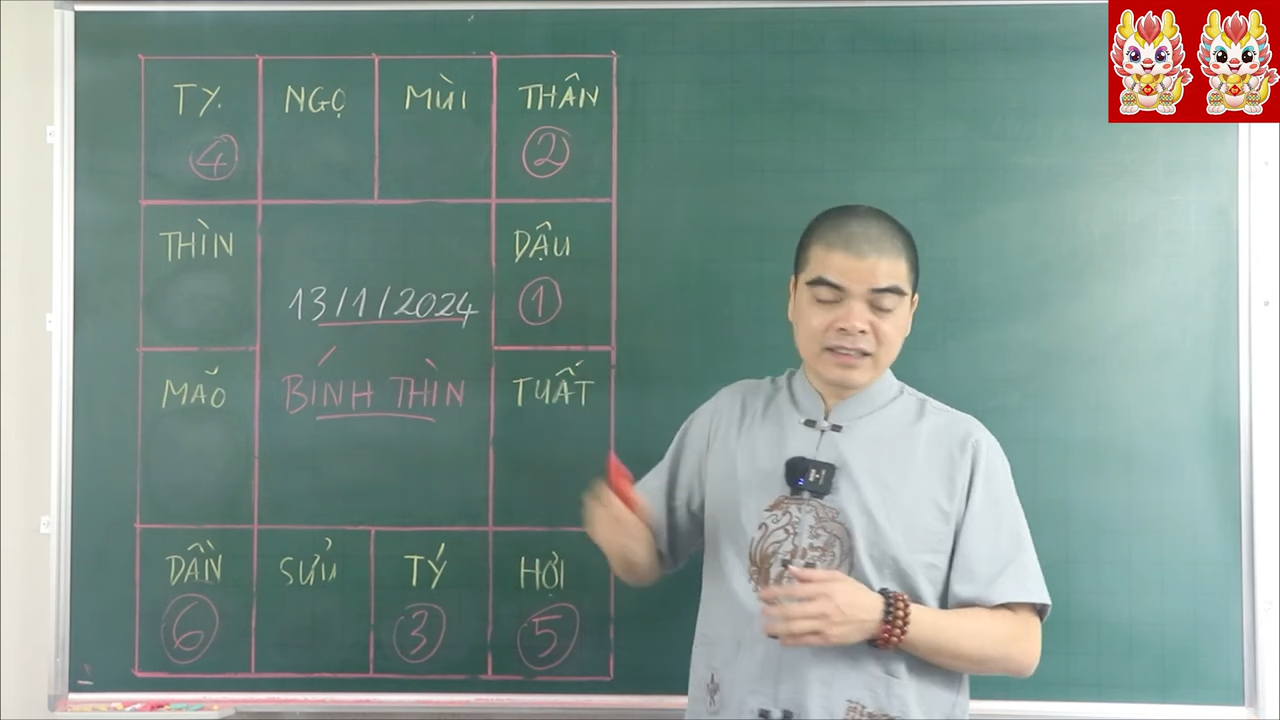 TỴ.
4
NGỌ
MÙI
THÂN
2
THÌN
DẬU
1
13/1/2024
BÍNH THÌN
MÃO
TUẤT
DẦN
6
SỬU
TÝ
3
HỢI
5